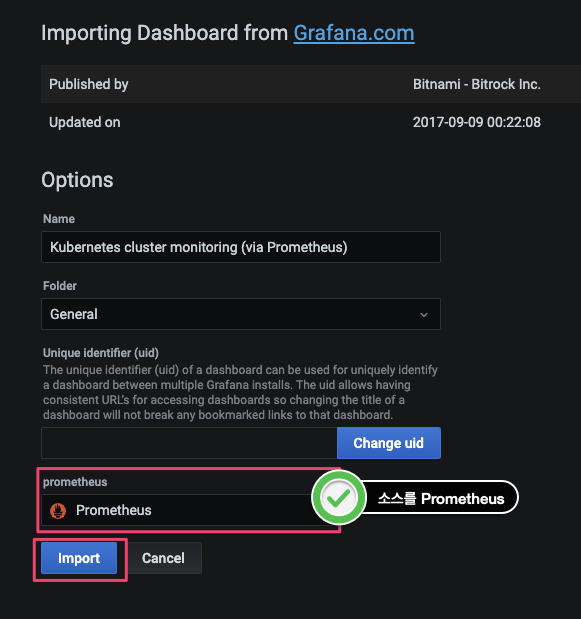 Importing Dashboard from Grafana.com
Published by Bitnami - Bitrock Inc.
Updated on 2017-09-09 00:22:08
Options
Name
Kubernetes cluster monitoring (via Prometheus)
Folder
General
Unique identifier (uid)
The unique identifier (uid) of a dashboard can be used for uniquely identify
a dashboard between multiple Grafana installs. The uid allows having
consistent URL's for accessing dashboards so changing the title of a
dashboard will not break any bookmarked links to that dashboard.
Change uid
prometheus
Prometheus
소스를 Prometheus
Import Cancel